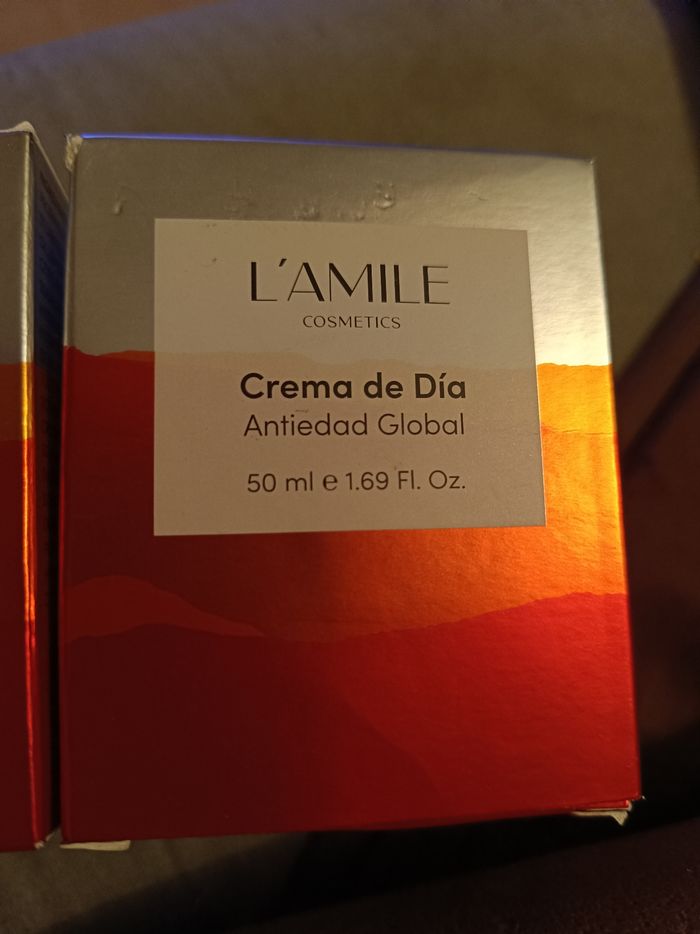 L'AMILE
COSMETICS
Crema de Día
Antiedad Global
50 ml e 1.69 Fl. Oz.